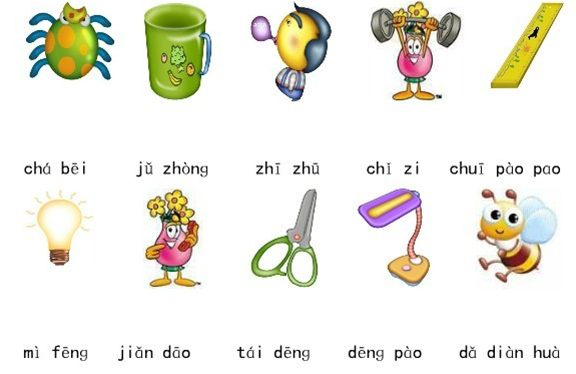 chá bēi jǔ zhòng zhī zhū chǐ zi chuī pào pao
mì fēng jiǎn dāo tái dēng dēng pào dǎ diàn huà